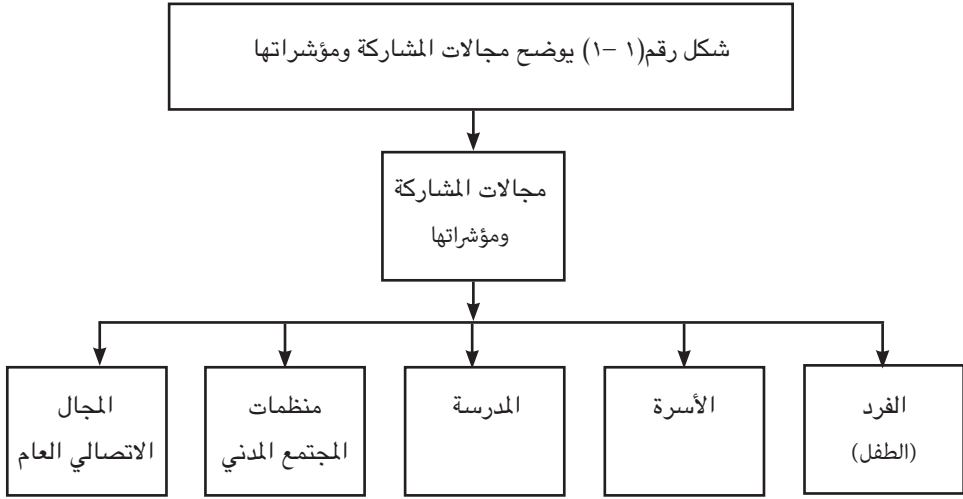 شكل رقم(١ –١) يوضح مجالات المشاركة ومؤشراتها
مجالات المشاركة
ومؤشراتها
الفرد
(الطفل)
الأسرة
المدرسة
منظمات
المجتمع المدني
المجال
الاتصالي العام